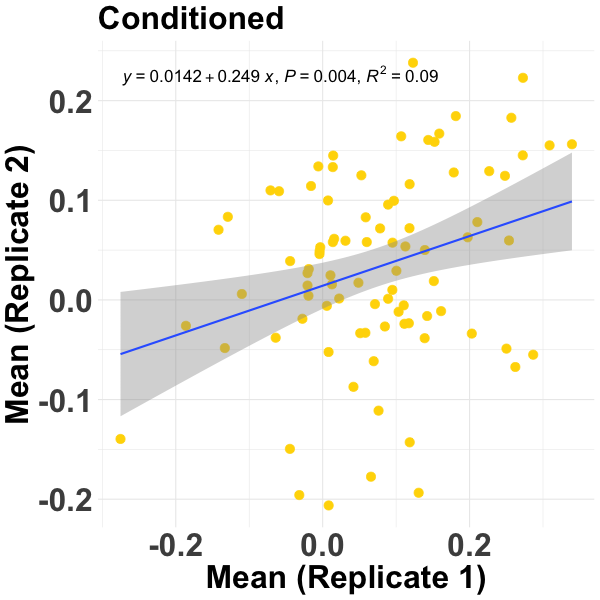 Conditioned
y = 0.0142 + 0.249 x, P = 0.004, R² = 0.09
Mean (Replicate 2)
0.2
0.1
0.0
-0.1
-0.2
-0.2 0.0 0.2
Mean (Replicate 1)